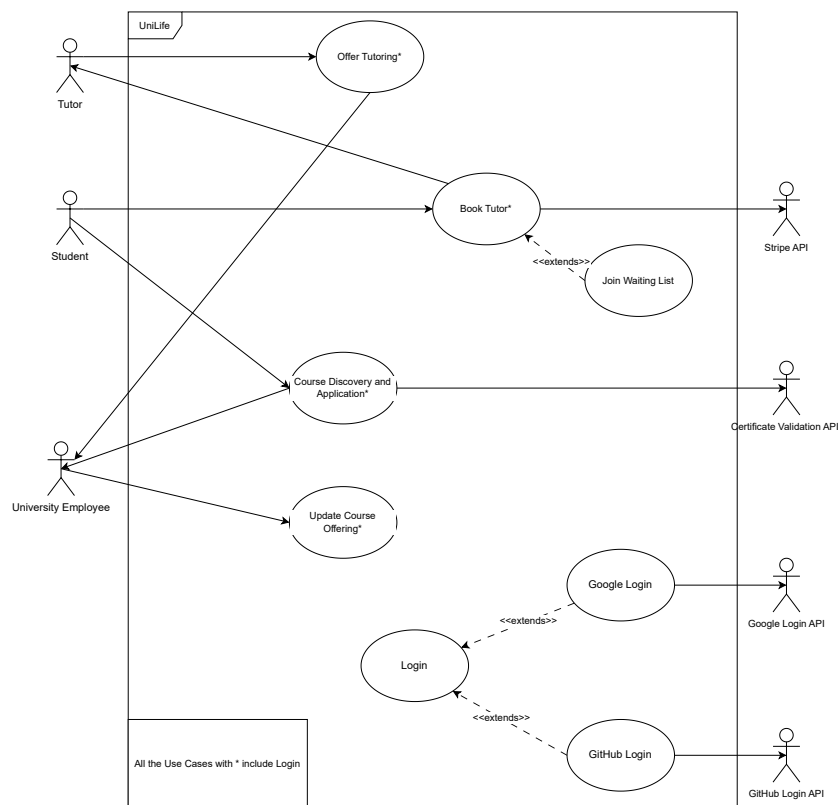 UniLife
Offer Tutoring*
Tutor
Book Tutor*
Student
Stripe API
<<extends>>
Join Waiting List
Course Discovery and
Application*
Certificate Validation API
University Employee
Update Course
Offering*
Google Login
Google Login API
<<extends>>
Login
<<extends>>
GitHub Login
All the Use Cases with * include Login
GitHub Login API